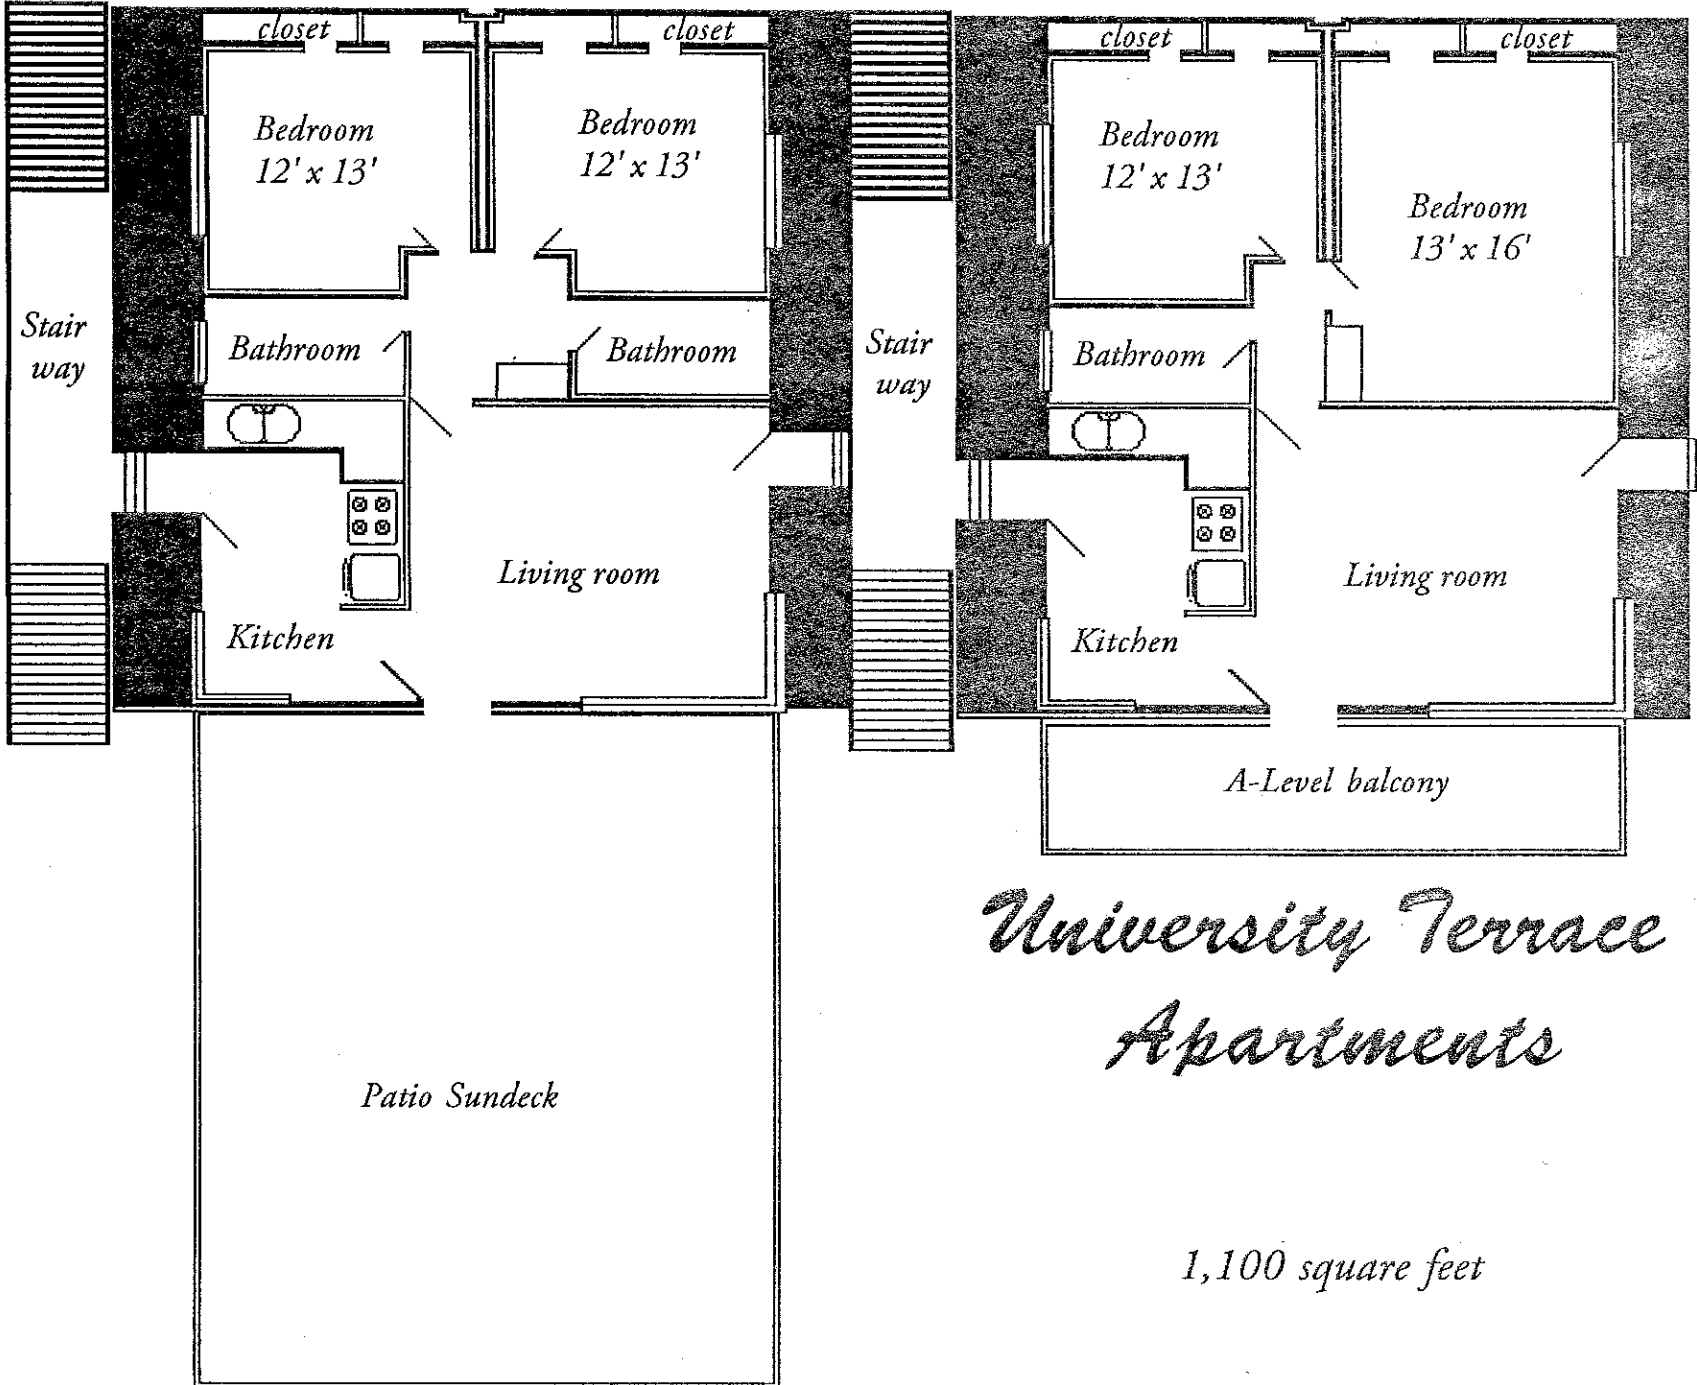 closet
closet
Bedroom
12' x 13'
Bedroom
12' x 13'
Stair
way
Bathroom
Bathroom
Living room
Kitchen
Patio Sundeck
closet
closet
Bedroom
12' x 13'
Bedroom
13' x 16'
Stair
way
Bathroom
Living room
Kitchen
A-Level balcony
University Terrace
Apartments
1,100 square feet